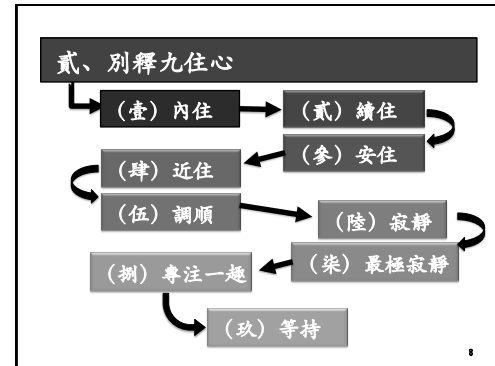 貳、別釋九住心
（壹）內住
（貳）續住
（參）安住
（肆）近住
（伍）調順
（陸）寂靜
（柒）最極寂靜
（捌）專注一趣
（玖）等持
8